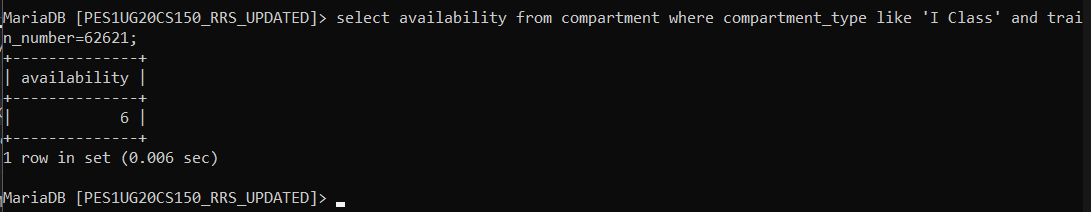 MariaDB [PES1UG20CS150_RRS_UPDATED]> select availability from compartment where compartment_type like 'I Class' and trai
n_number=62621;
+--------------+
| availability |
+--------------+
|            6 |
+--------------+
1 row in set (0.006 sec)
MariaDB [PES1UG20CS150_RRS_UPDATED]>